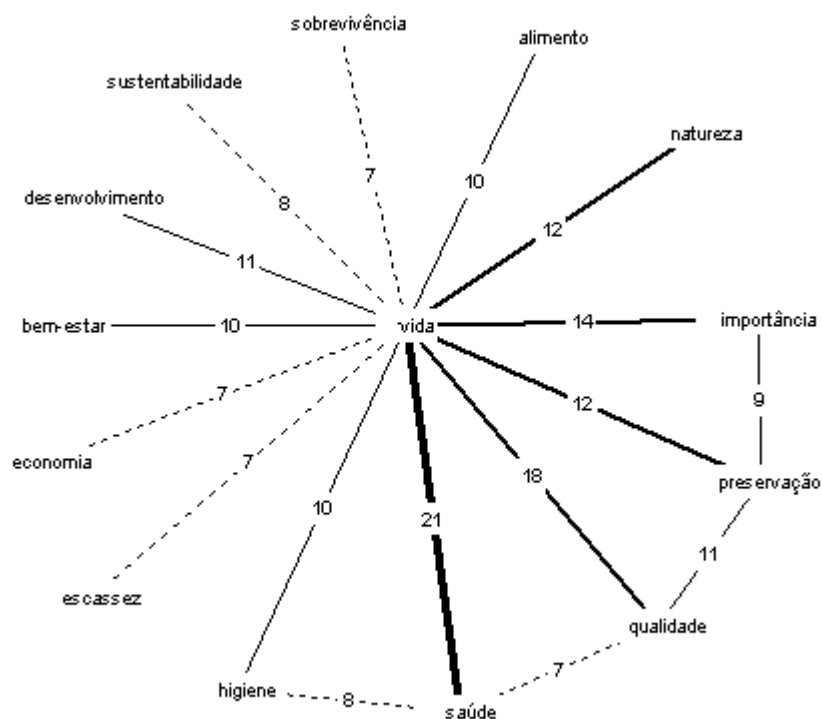 sobrevivência
alimento
sustentabilidade
natureza
7
10
desenvolvimento
8
12
11
bem-estar
10
vida
14
importância
7
9
12
economia
7
18
preservação
10
21
11
escassez
qualidade
7
higiene
8
saúde